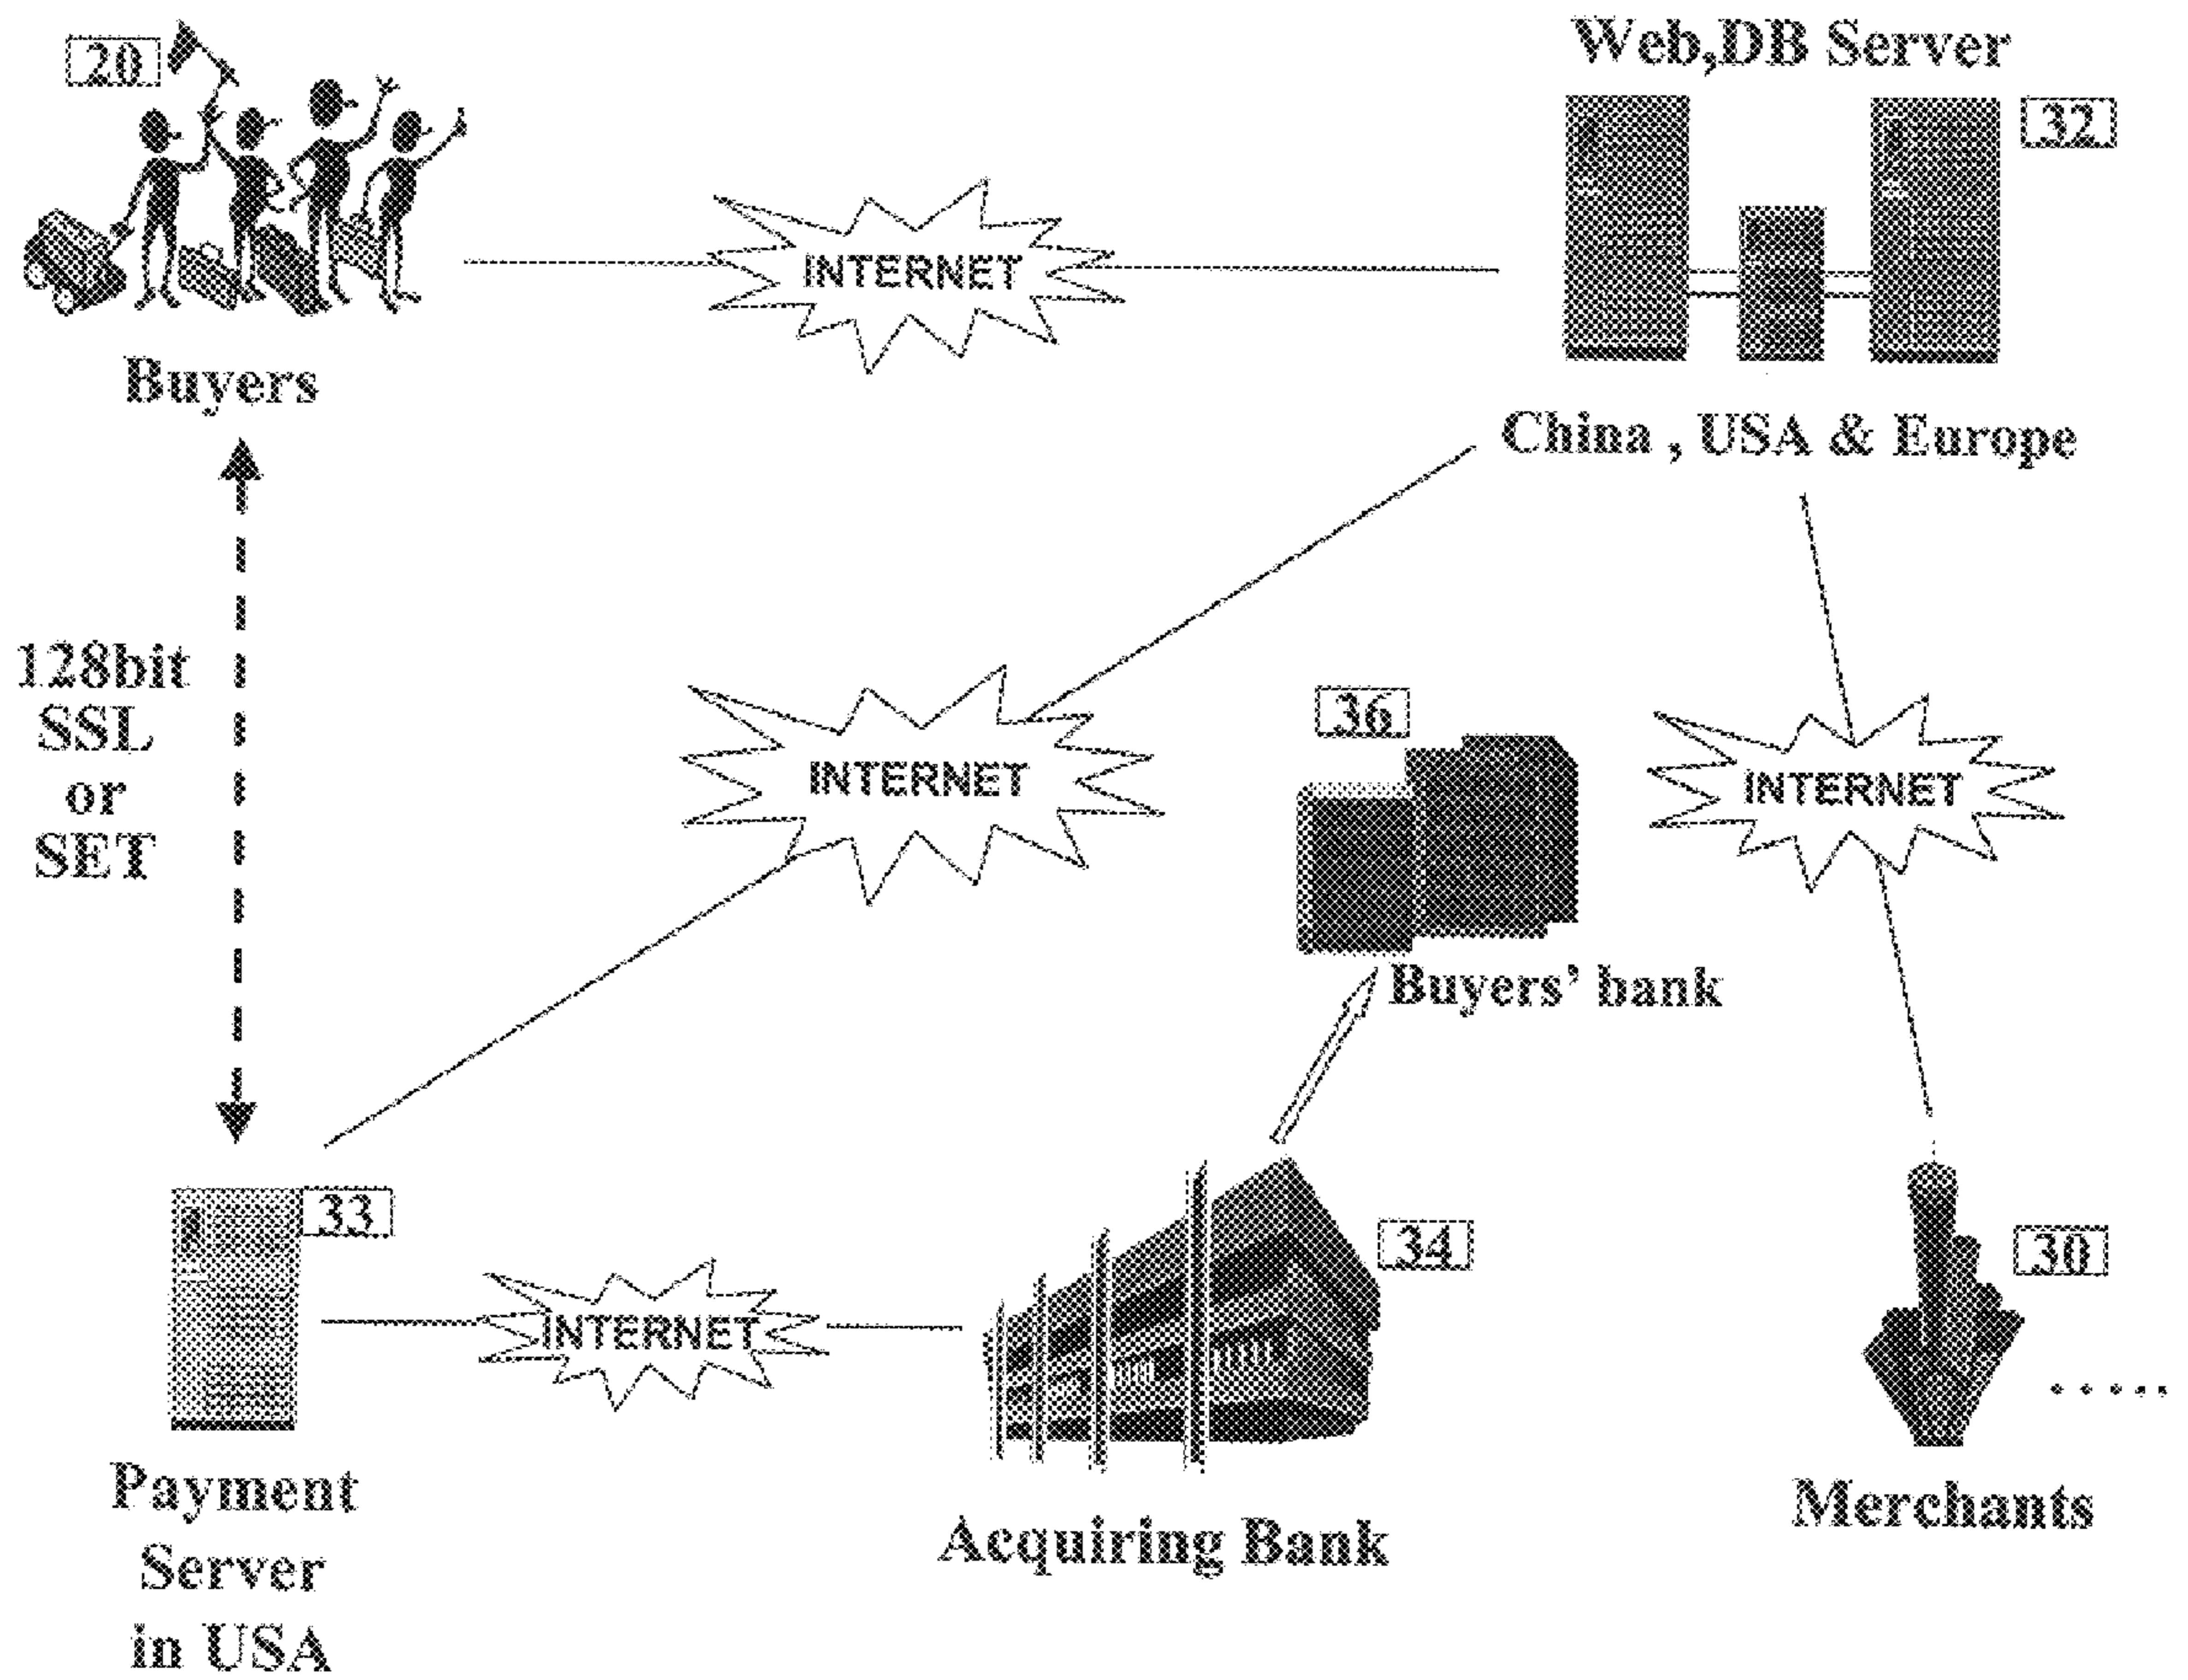 20
Web,DB Server
32
INTERNET
Buyers
China , USA & Europe
128bit
SSL
or
SET
INTERNET
36
INTERNET
Buyers' bank
33
34
30
INTERNET
.....
Payment
Server
in USA
Acquiring Bank
Merchants